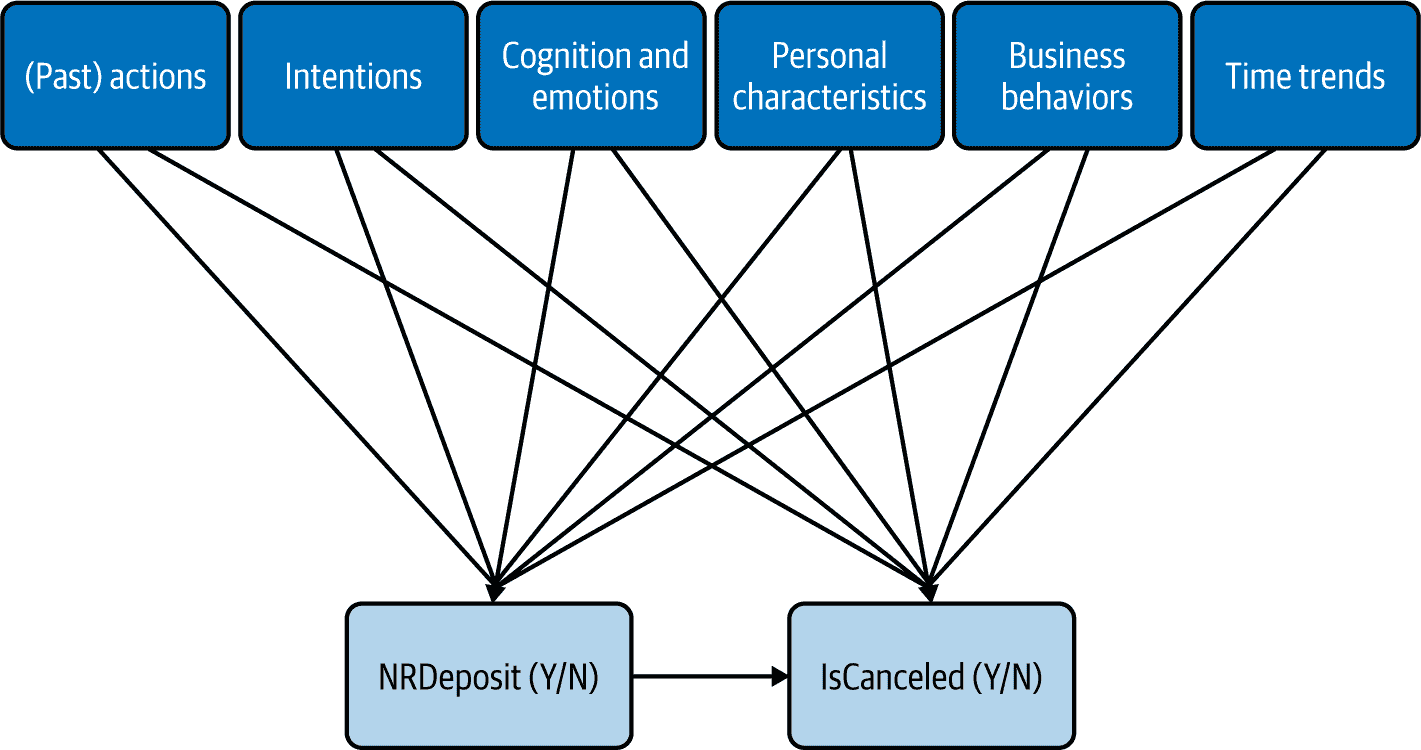 (Past) actions
Intentions
Cognition and
emotions
Personal
characteristics
Business
behaviors
Time trends
NRDeposit (Y/N)
IsCanceled (Y/N)